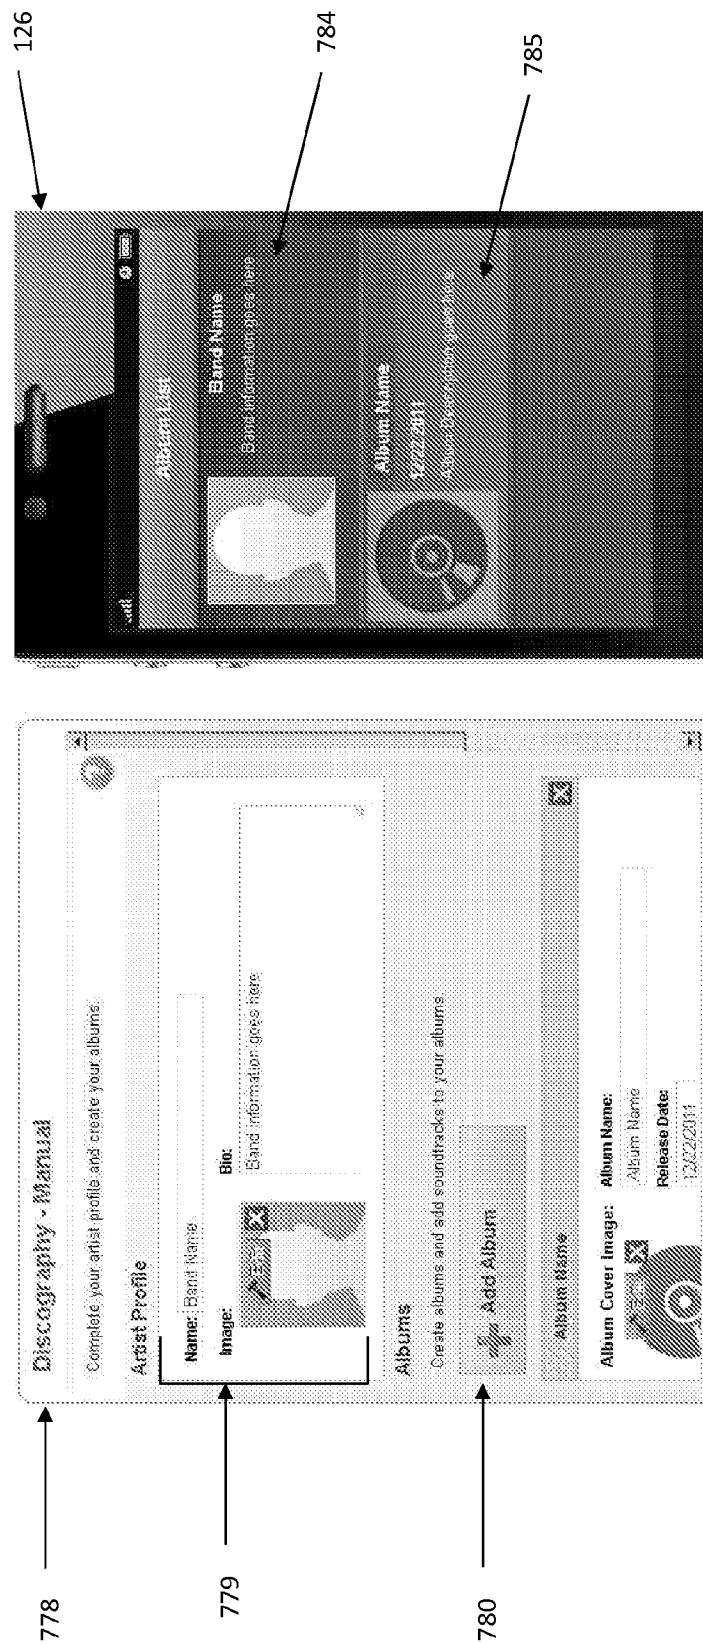 778
Discography - Manual
Complete your artist profile and create your albums.
Artist Profile
779
Name: Band Name
Image:
Bio:
Band information goes here
Albums
Create albums and add soundtracks to your albums
780
Add Album
Album Name
Album Cover Image:
Album Name:
Album Name
Release Date:
12/22/2011
126
Album List
784
Band Name
Band information goes here
785
Album Name
12/22/2011